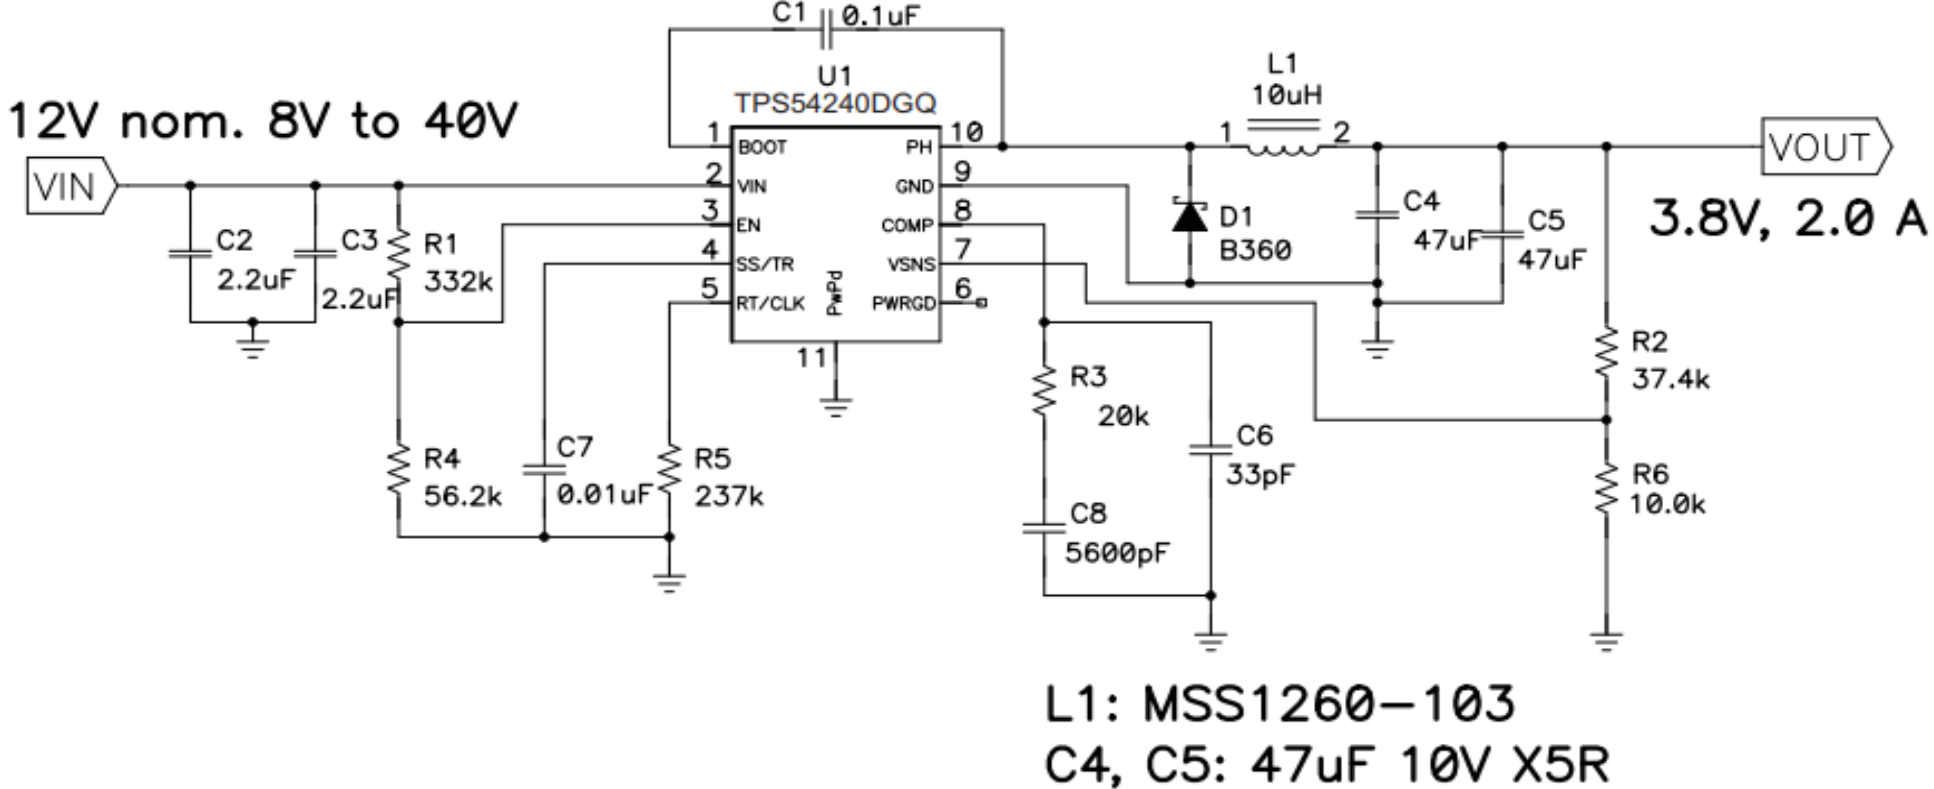 C1
0.1uF
U1
TPS54240DGQ
12V nom. 8V to 40V
VIN
L1
10uH
1
2
VOUT
3.8V, 2.0 A
1 BOOT
2 VIN
3 EN
4 SS/TR
5 RT/CLK
PH 10
GND 9
COMP 8
VSNS 7
PWRGD 6
PwPd
11
C2
2.2uF
C3
2.2uF
R1
332k
D1
B360
C4
47uF
C5
47uF
R2
37.4k
R3
20k
R4
56.2k
C7
0.01uF
R5
237k
C6
33pF
R6
10.0k
C8
5600pF
L1: MSS1260-103
C4, C5: 47uF 10V X5R